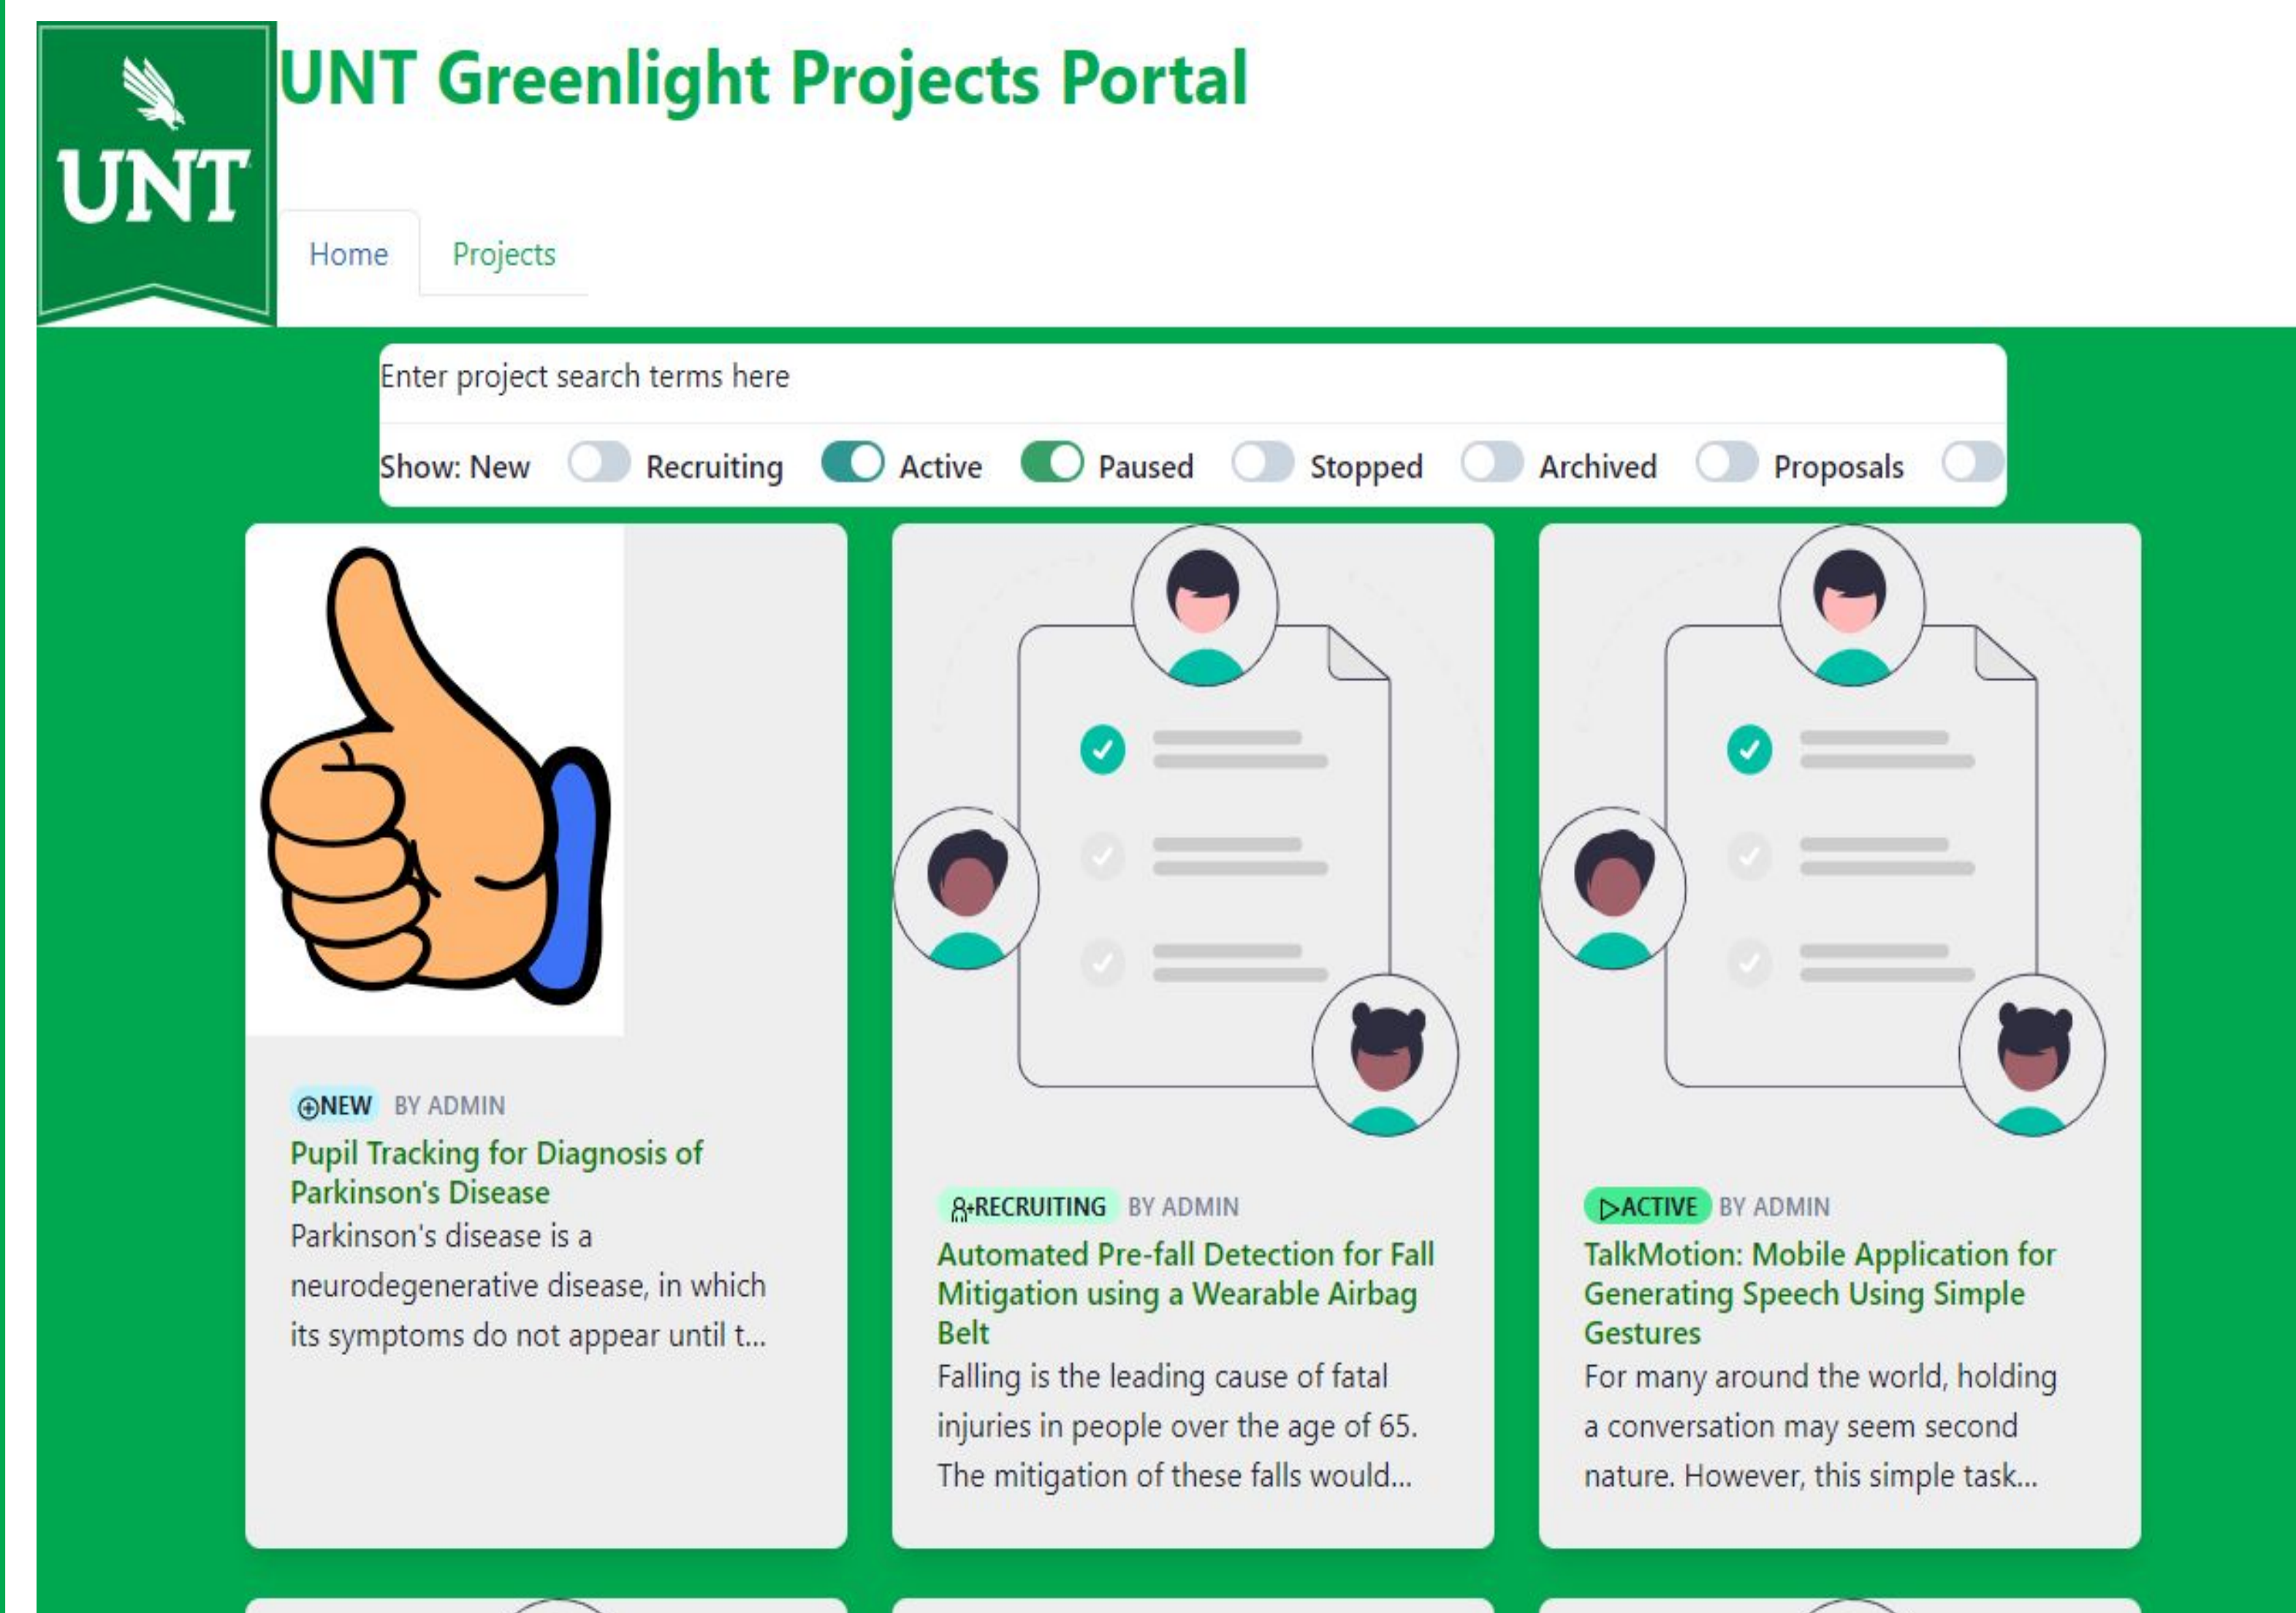 UNT
UNT Greenlight Projects Portal
Home Projects
Enter project search terms here
Show: New Recruiting Active Paused Stopped Archived Proposals
NEW BY ADMIN
Pupil Tracking for Diagnosis of
Parkinson's Disease
Parkinson's disease is a
neurodegenerative disease, in which
its symptoms do not appear until t...
RECRUITING BY ADMIN
Automated Pre-fall Detection for Fall
Mitigation using a Wearable Airbag
Belt
Falling is the leading cause of fatal
injuries in people over the age of 65.
The mitigation of these falls would...
ACTIVE BY ADMIN
TalkMotion: Mobile Application for
Generating Speech Using Simple
Gestures
For many around the world, holding
a conversation may seem second
nature. However, this simple task...